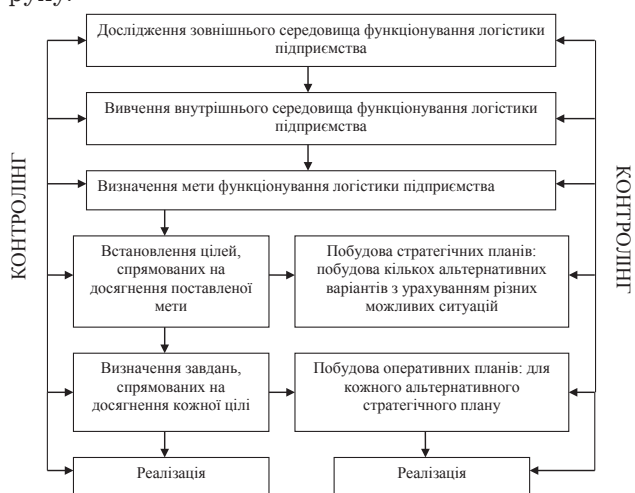 руху.
Дослідження зовнішнього середовища функціонування логістики
підприємства
Вивчення внутрішнього середовища функціонування логістики
підприємства
Визначення мети функціонування логістики підприємства
КОНТРОЛІНГ
КОНТРОЛІНГ
Встановлення цілей,
спрямованих на
досягнення поставленої
мети
Побудова стратегічних планів:
побудова кількох альтернативних
варіантів з урахуванням різних
можливих ситуацій
Визначення завдань,
спрямованих на
досягнення кожної цілі
Побудова оперативних планів: для
кожного альтернативного
стратегічного плану
Реалізація
Реалізація